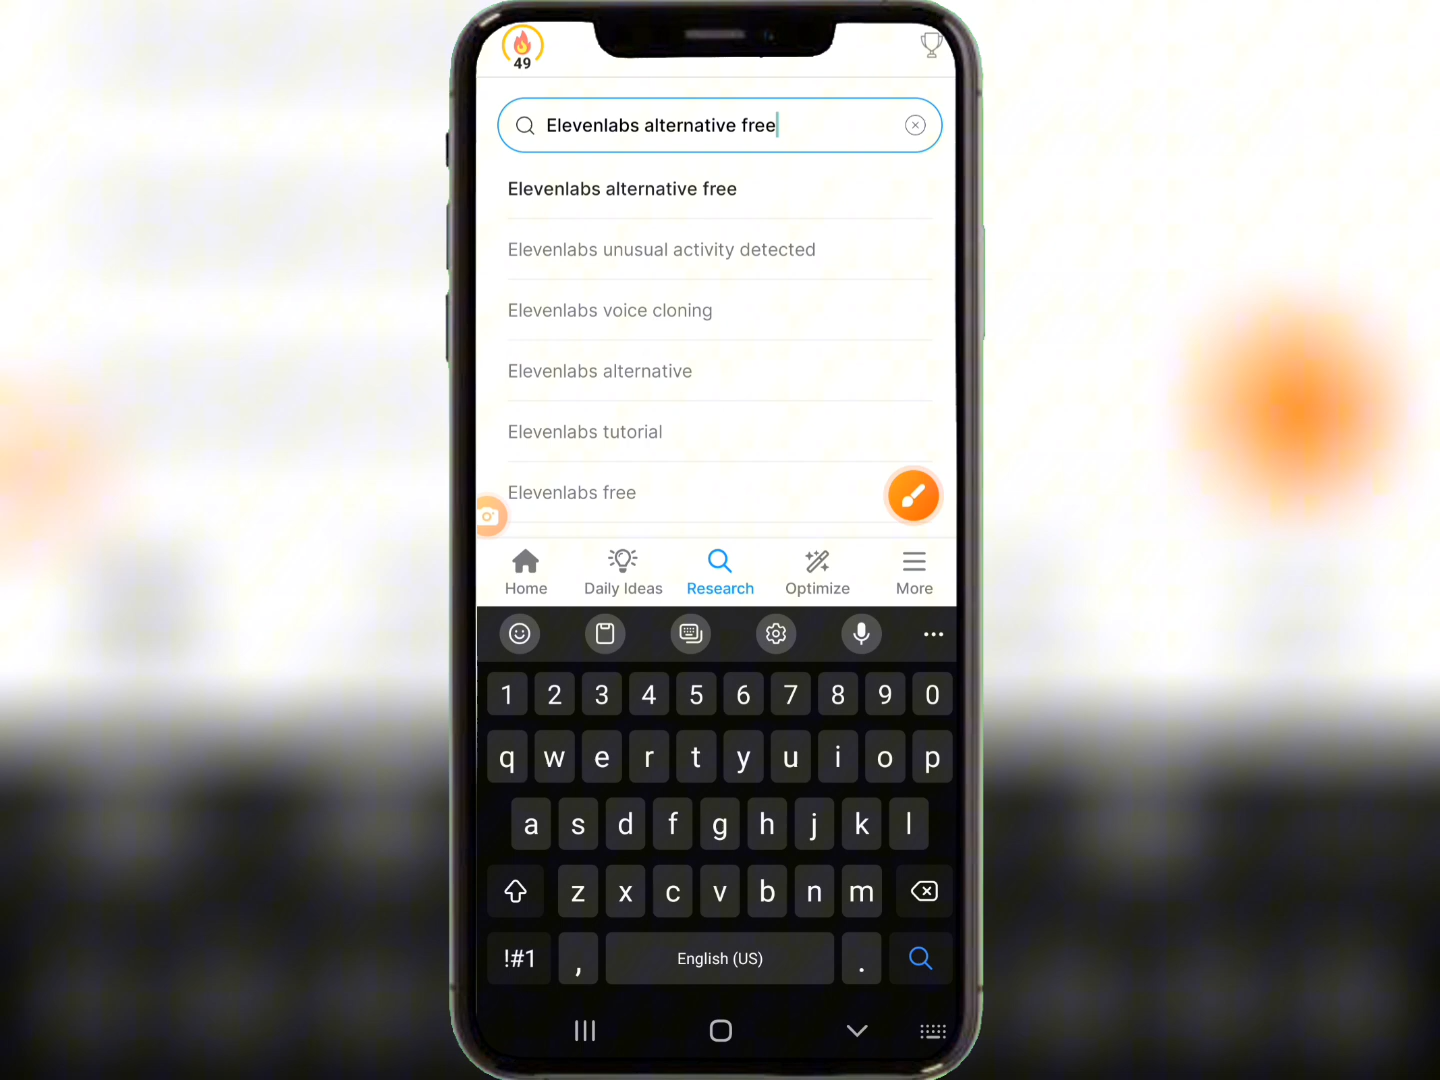 49
Elevenlabs alternative free
Elevenlabs alternative free
Elevenlabs unusual activity detected
Elevenlabs voice cloning
Elevenlabs alternative
Elevenlabs tutorial
Elevenlabs free
Home Daily Ideas Research Optimize More
1 2 3 4 5 6 7 8 9 0
q w e r t y u i o p
a s d f g h j k l
z x c v b n m
!#1 , English (US) .